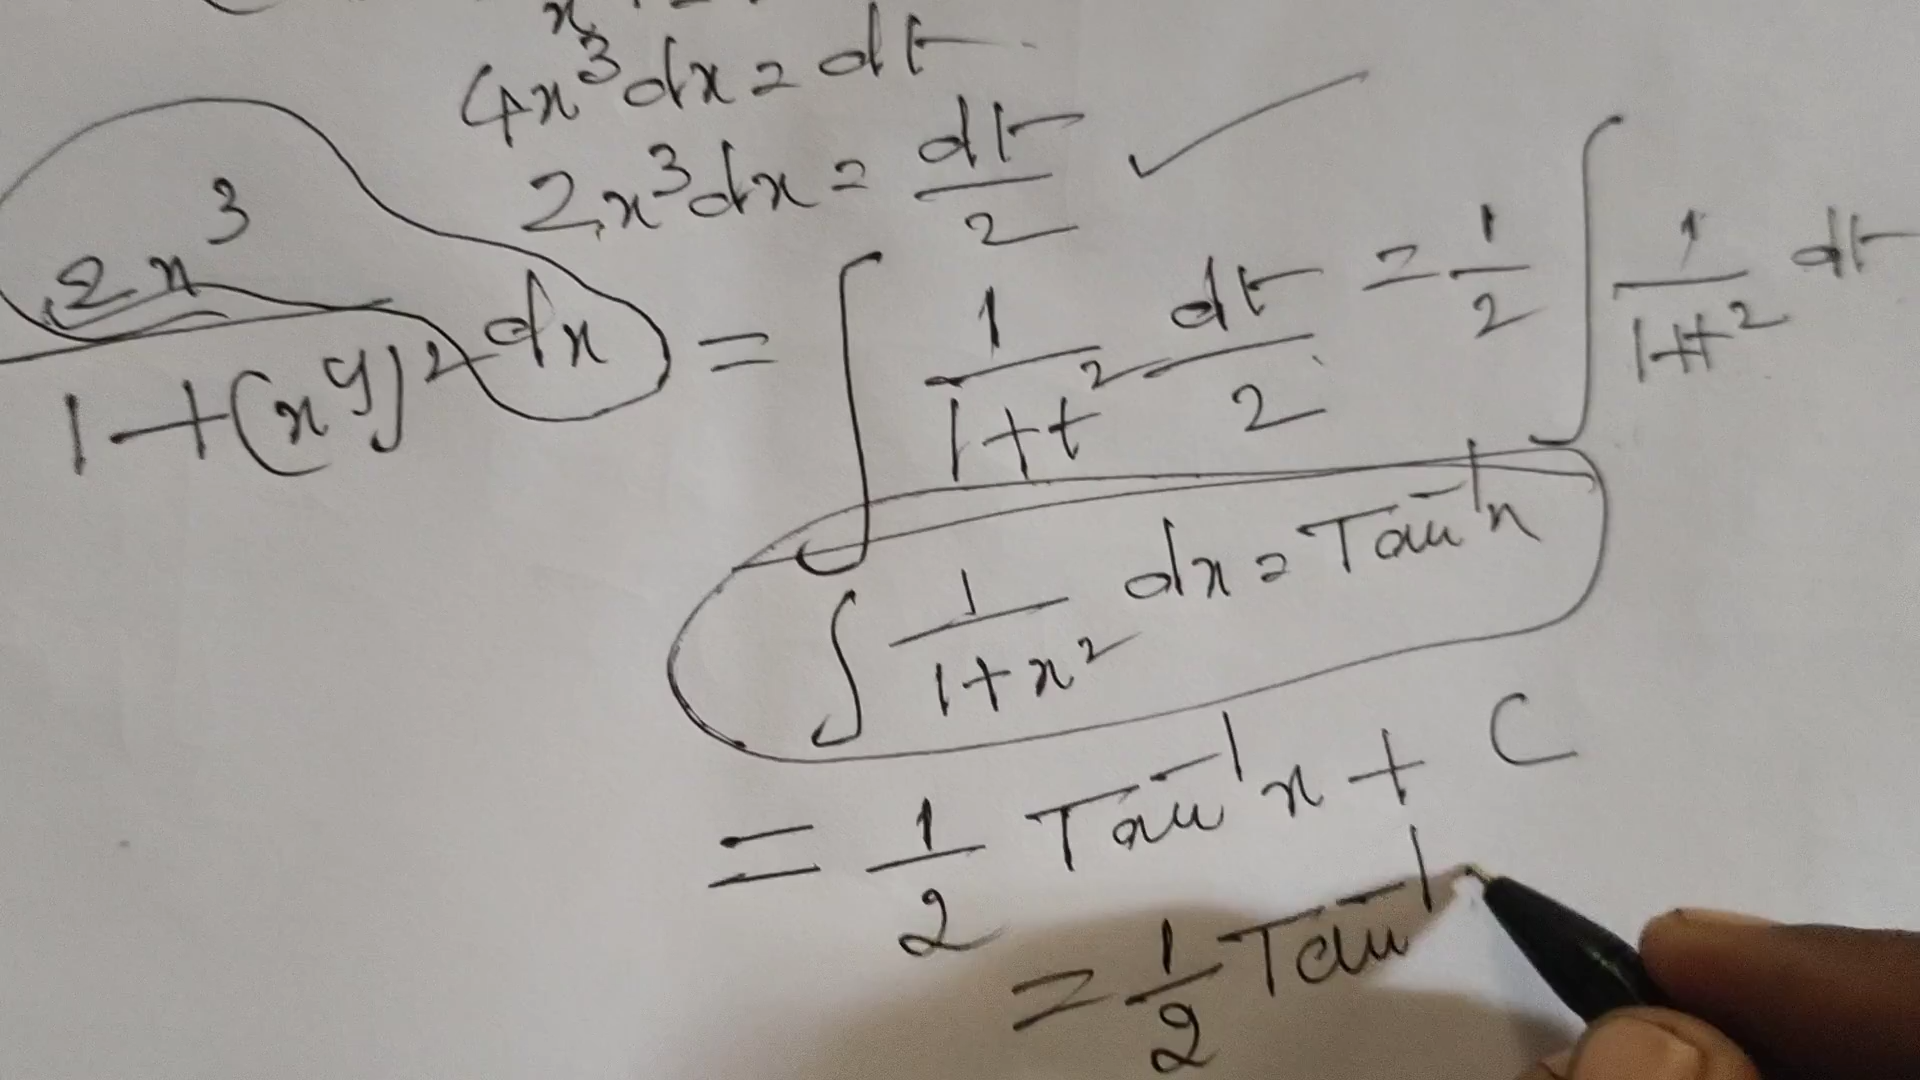 4x³dx = dt
2x³dx = dt/2
2x³/(1+(x⁴)²) dx = ∫ 1/(1+t²) dt/2 = 1/2 ∫ 1/(1+t²) dt
∫ 1/(1+x²) dx = Tan⁻¹x
= 1/2 Tan⁻¹x + C
= 1/2 Tan⁻¹